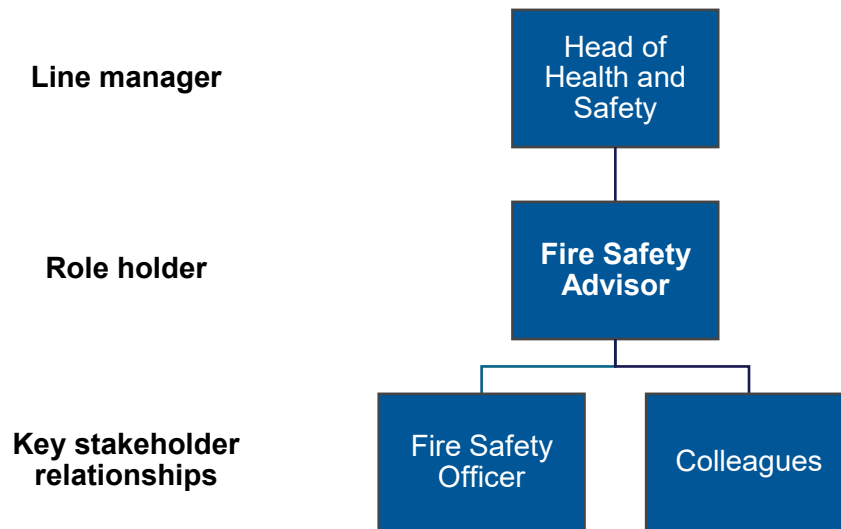 Line manager
Head of
Health and
Safety
Role holder
Fire Safety
Advisor
Key stakeholder
relationships
Fire Safety
Officer
Colleagues